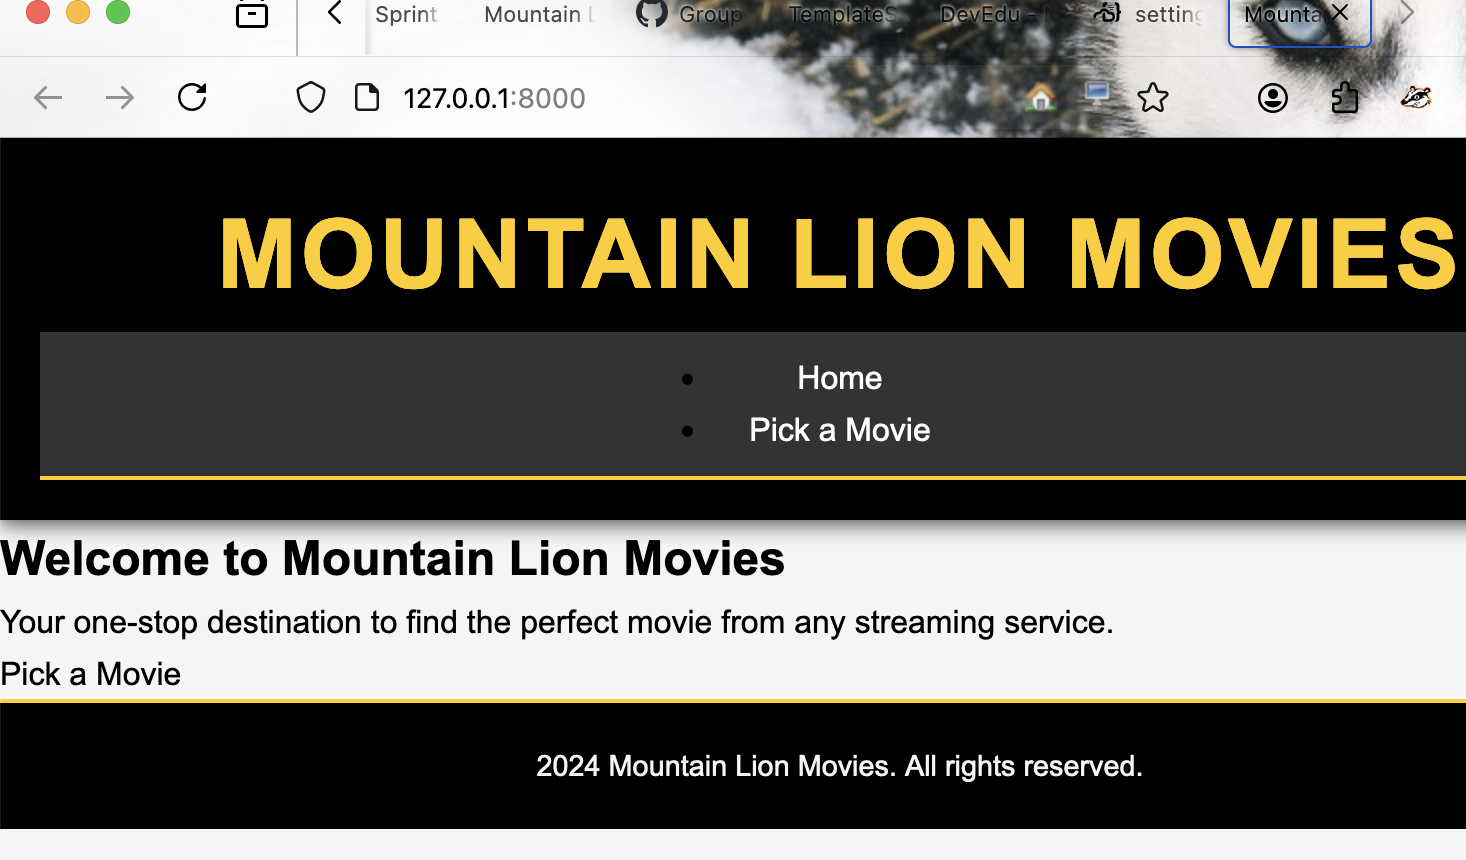 Sprint Mountain L Group TemplateS DevEdu - setting Mounta
127.0.0.1:8000
MOUNTAIN LION MOVIES
Home
Pick a Movie
Welcome to Mountain Lion Movies
Your one-stop destination to find the perfect movie from any streaming service.
Pick a Movie
2024 Mountain Lion Movies. All rights reserved.